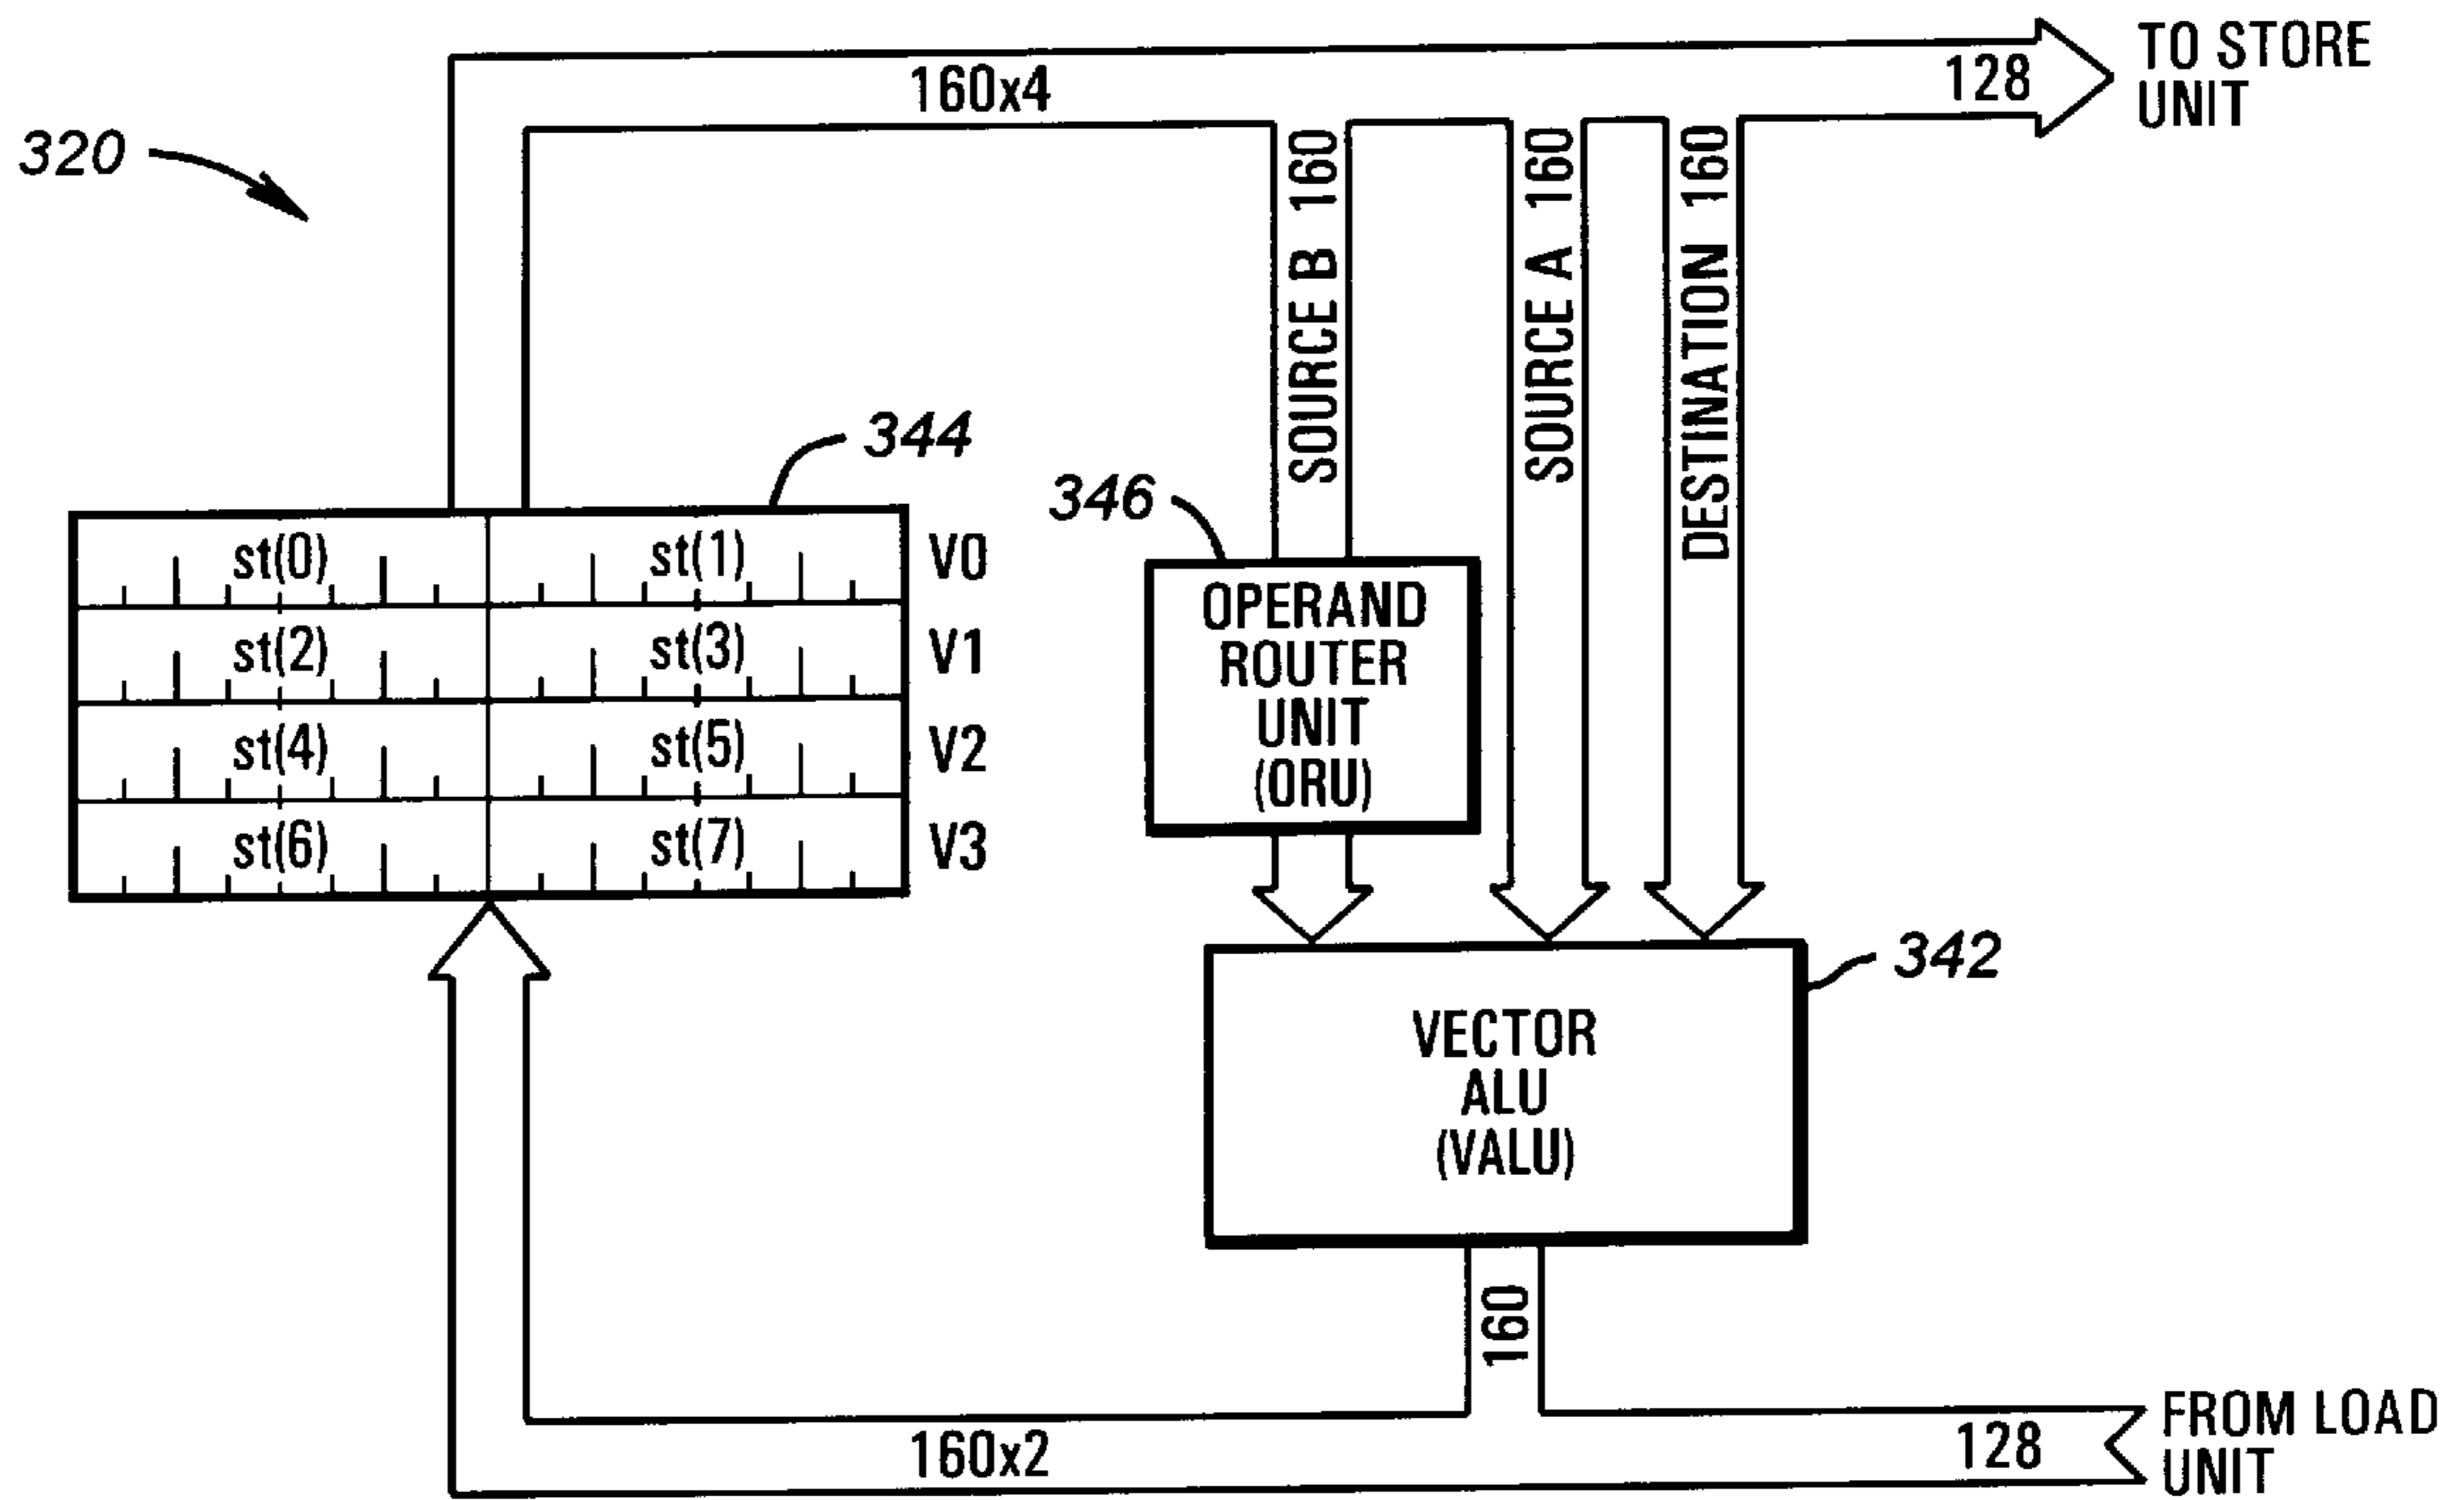 TO STORE
UNIT
160x4
128
320
SOURCE B 160
SOURCE A 160
DESTINATION 160
344
346
st(0) st(1) V0
st(2) st(3) V1
st(4) st(5) V2
st(6) st(7) V3
OPERAND
ROUTER
UNIT
(ORU)
342
VECTOR
ALU
(VALU)
160
160x2
128
FROM LOAD
UNIT